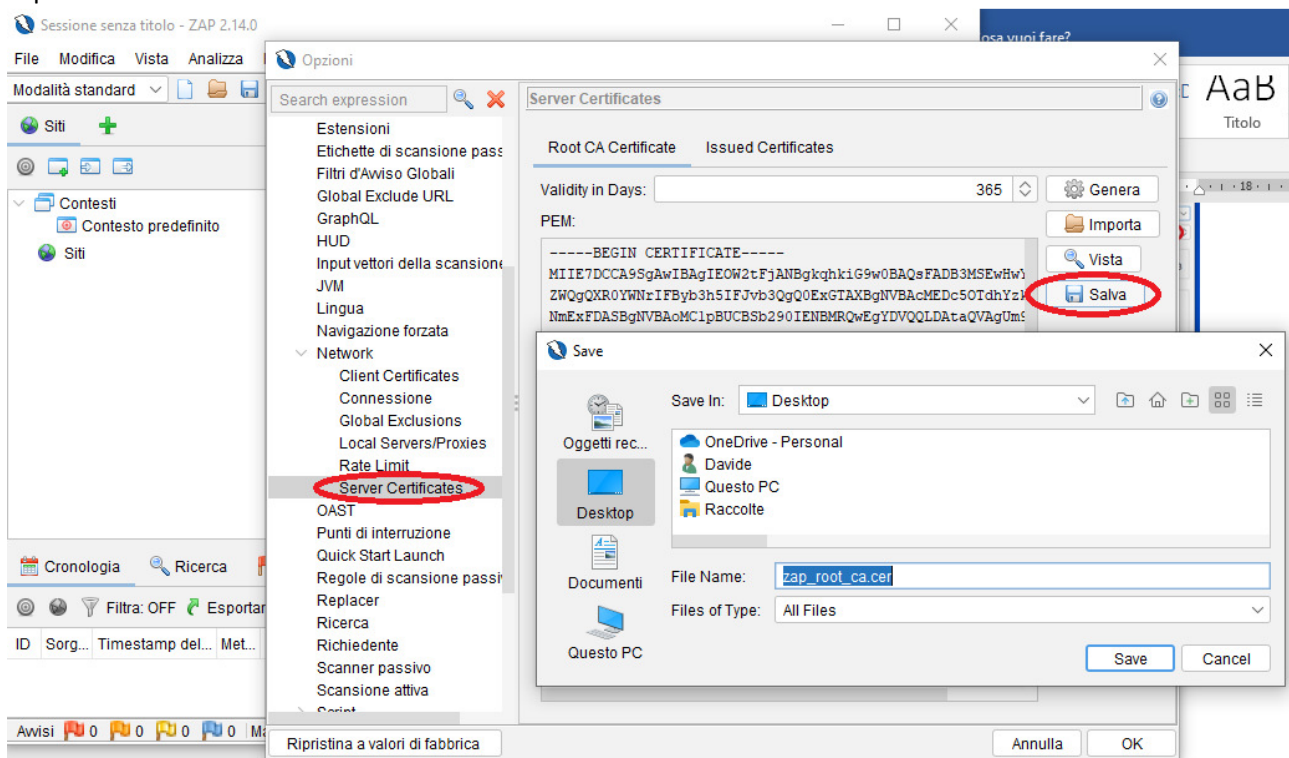 Sessione senza titolo - ZAP 2.14.0
osa vuoi fare?
File Modifica Vista Analizza
Modalità standard
AaB
Titolo
Siti
Contesti
Contesto predefinito
Siti
Cronologia Ricerca
Filtra: OFF Esportar
ID Sorg... Timestamp del... Met...
Avvisi 0 0 0 0 Ma
18
Opzioni
Search expression
Estensioni
Etichette di scansione pass
Filtri d'Avviso Globali
Global Exclude URL
GraphQL
HUD
Input vettori della scansione
JVM
Lingua
Navigazione forzata
Network
Client Certificates
Connessione
Global Exclusions
Local Servers/Proxies
Rate Limit
Server Certificates
OAST
Punti di interruzione
Quick Start Launch
Regole di scansione passi
Replacer
Ricerca
Richiedente
Scanner passivo
Scansione attiva
Script
Server Certificates
Root CA Certificate Issued Certificates
Validity in Days: 365 Genera
PEM: Importa
Vista
Salva
-----BEGIN CERTIFICATE-----
MIIE7DCCA9SgAwIBAgIEOW2tFjANBgkqhkiG9w0BAQsFADB3MSEwHwY
ZWQgQXR0YWNrIFByb3h5IFJvb3QgQ0ExGTAXBgNVBAcMEDc5OTdhYzk
NmExFDASBgNVBAoMC1pBUCBSb290IENBMRQwEgYDVQQLDAtaQVAgUm9
Save
Save In: Desktop
Oggetti rec...
Desktop
Documenti
Questo PC
OneDrive - Personal
Davide
Questo PC
Raccolte
File Name: zap_root_ca.cer
Files of Type: All Files
Save Cancel
Ripristina a valori di fabbrica Annulla OK